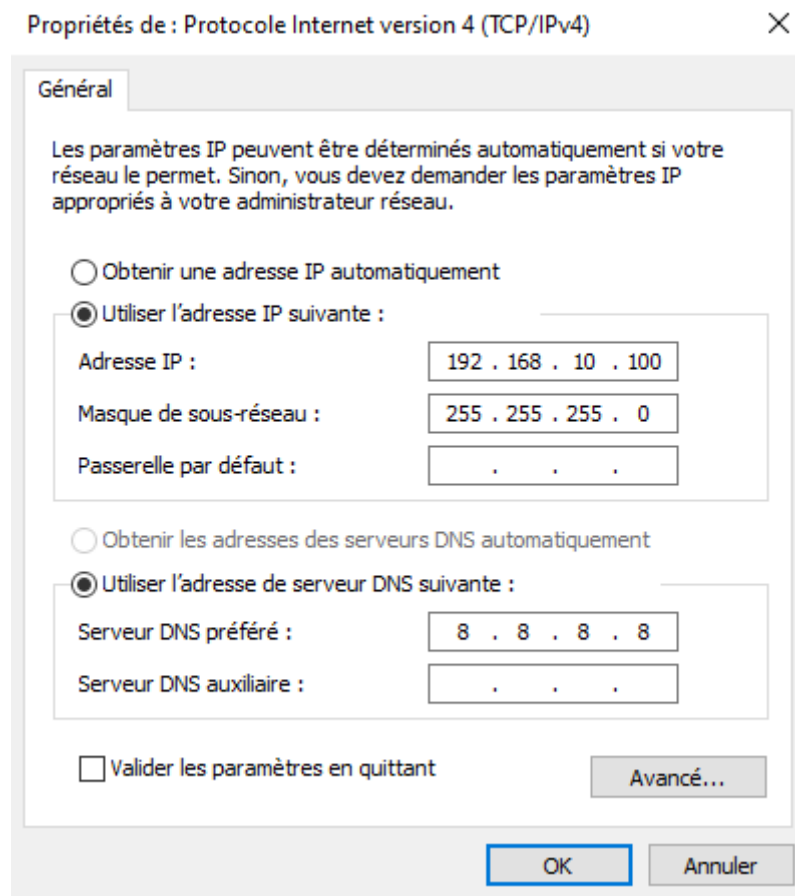 Propriétés de : Protocole Internet version 4 (TCP/IPv4)
Général
Les paramètres IP peuvent être déterminés automatiquement si votre
réseau le permet. Sinon, vous devez demander les paramètres IP
appropriés à votre administrateur réseau.
Obtenir une adresse IP automatiquement
Utiliser l’adresse IP suivante :
Adresse IP : 192 . 168 . 10 . 100
Masque de sous-réseau : 255 . 255 . 255 . 0
Passerelle par défaut : . . .
Obtenir les adresses des serveurs DNS automatiquement
Utiliser l’adresse de serveur DNS suivante :
Serveur DNS préféré : 8 . 8 . 8 . 8
Serveur DNS auxiliaire : . . .
Valider les paramètres en quittant
Avancé...
OK Annuler